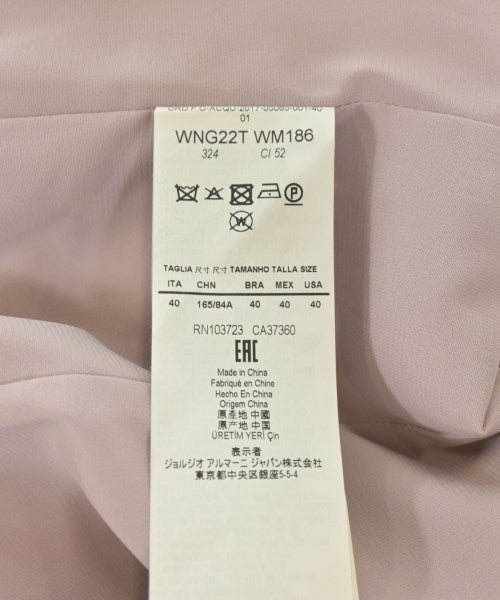 01
WNG22T WM186
324 CI 52
P
W
TAGLIA 尺寸 尺寸 TAMANHO TALLA SIZE
ITA CHN BRA MEX USA
40 165/84A 40 40 40
RN103723 CA37360
EAC
Made in China
Fabriqué en Chine
Hecho En China
Origem China
原産地 中國
原产地 中国
ÜRETİM YERİ Çin
表示者
ジョルジオ アルマーニ ジャパン株式会社
東京都中央区銀座5-5-4